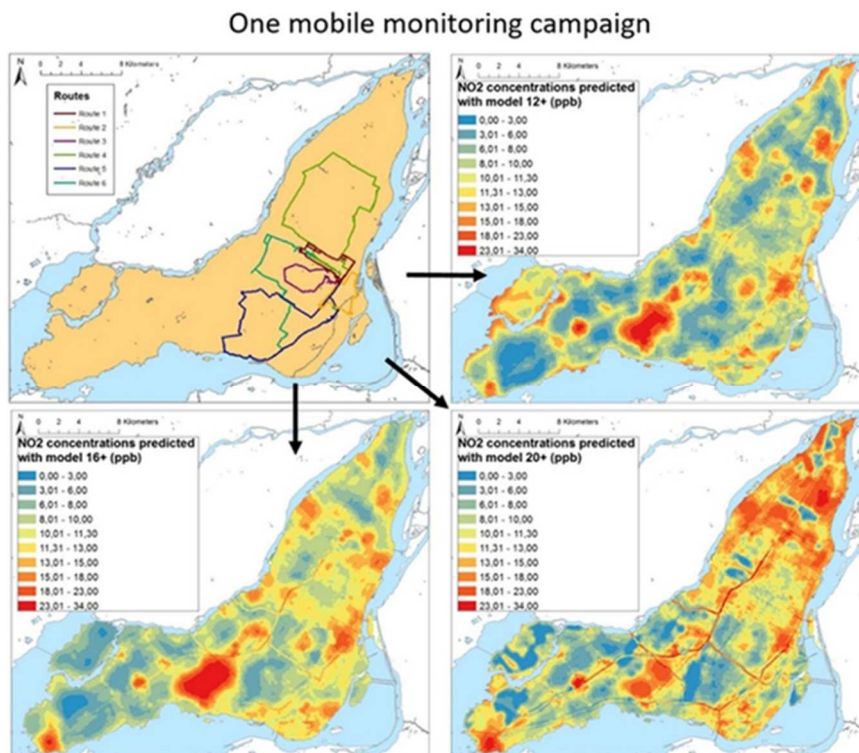 One mobile monitoring campaign
N
0 2 4 8 Kilometers
Routes
Route 1
Route 2
Route 3
Route 4
Route 5
Route 6
N
0 2 4 8 Kilometers
NO2 concentrations predicted
with model 12+ (ppb)
0,00 - 3,00
3,01 - 6,00
6,01 - 8,00
8,01 - 10,00
10,01 - 11,30
11,31 - 13,00
13,01 - 15,00
15,01 - 18,00
18,01 - 23,00
23,01 - 34,00
N
0 2 4 8 Kilometers
NO2 concentrations predicted
with model 16+ (ppb)
0,00 - 3,00
3,01 - 6,00
6,01 - 8,00
8,01 - 10,00
10,01 - 11,30
11,31 - 13,00
13,01 - 15,00
15,01 - 18,00
18,01 - 23,00
23,01 - 34,00
N
0 2 4 8 Kilometers
NO2 concentrations predicted
with model 20+ (ppb)
0,00 - 3,00
3,01 - 6,00
6,01 - 8,00
8,01 - 10,00
10,01 - 11,30
11,31 - 13,00
13,01 - 15,00
15,01 - 18,00
18,01 - 23,00
23,01 - 34,00